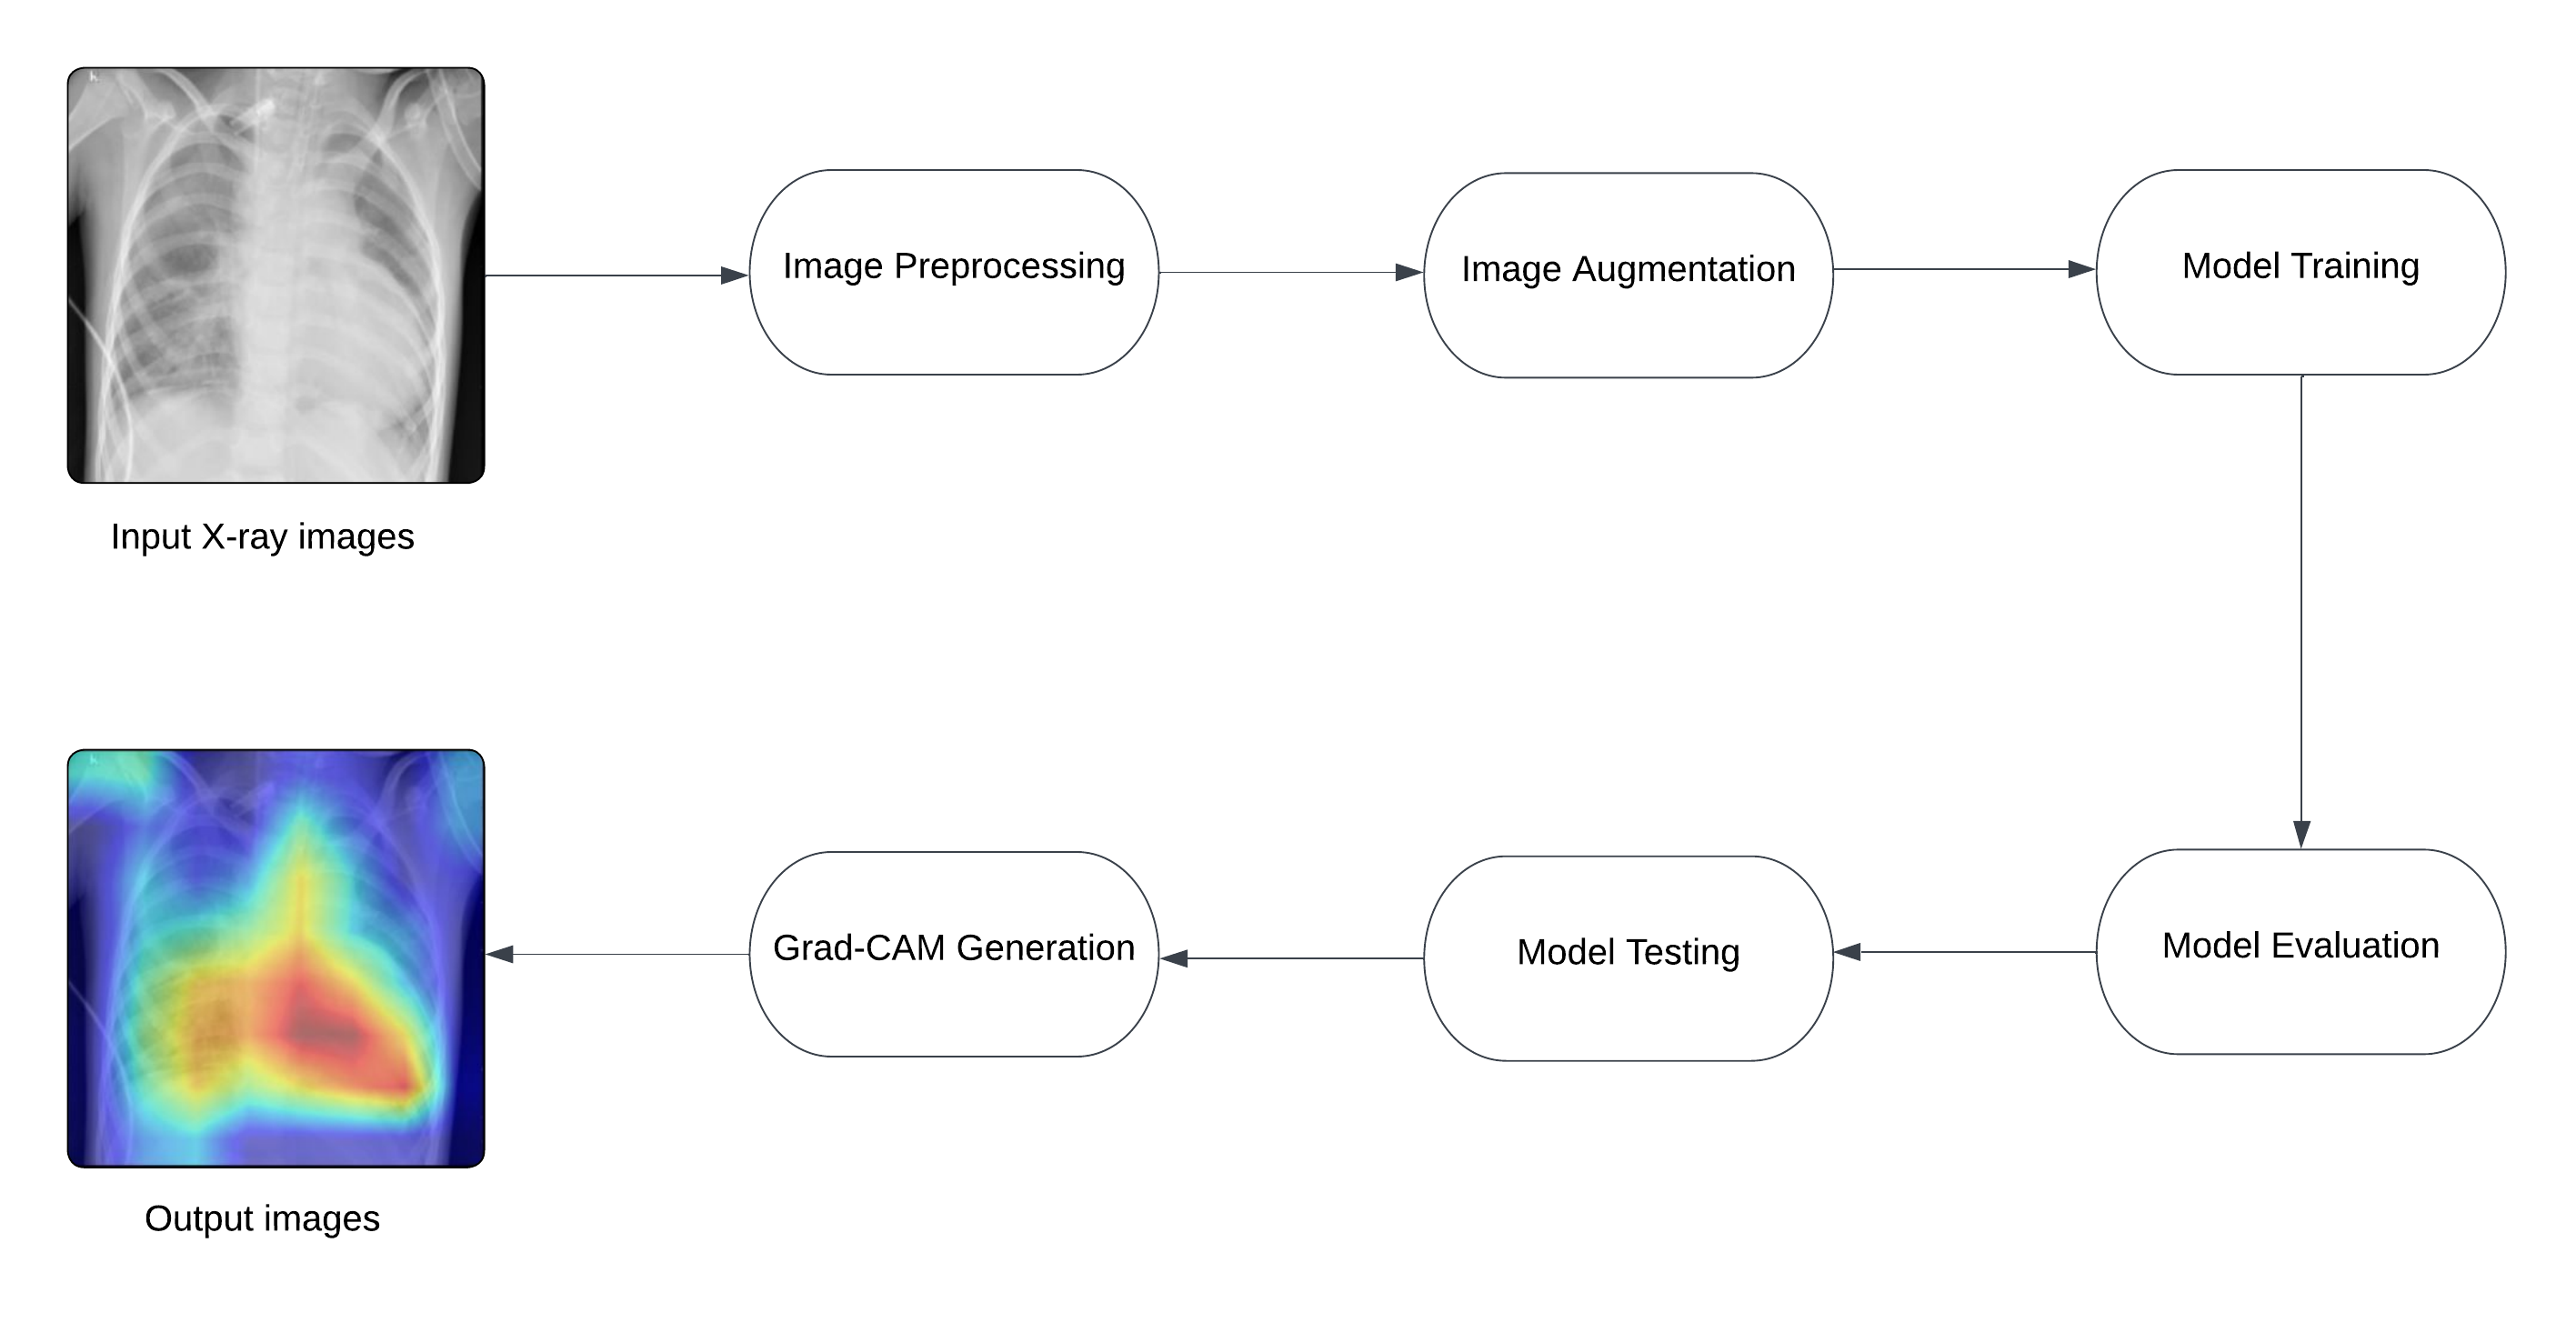 Image Preprocessing
Image Augmentation
Model Training
Input X-ray images
Grad-CAM Generation
Model Testing
Model Evaluation
Output images